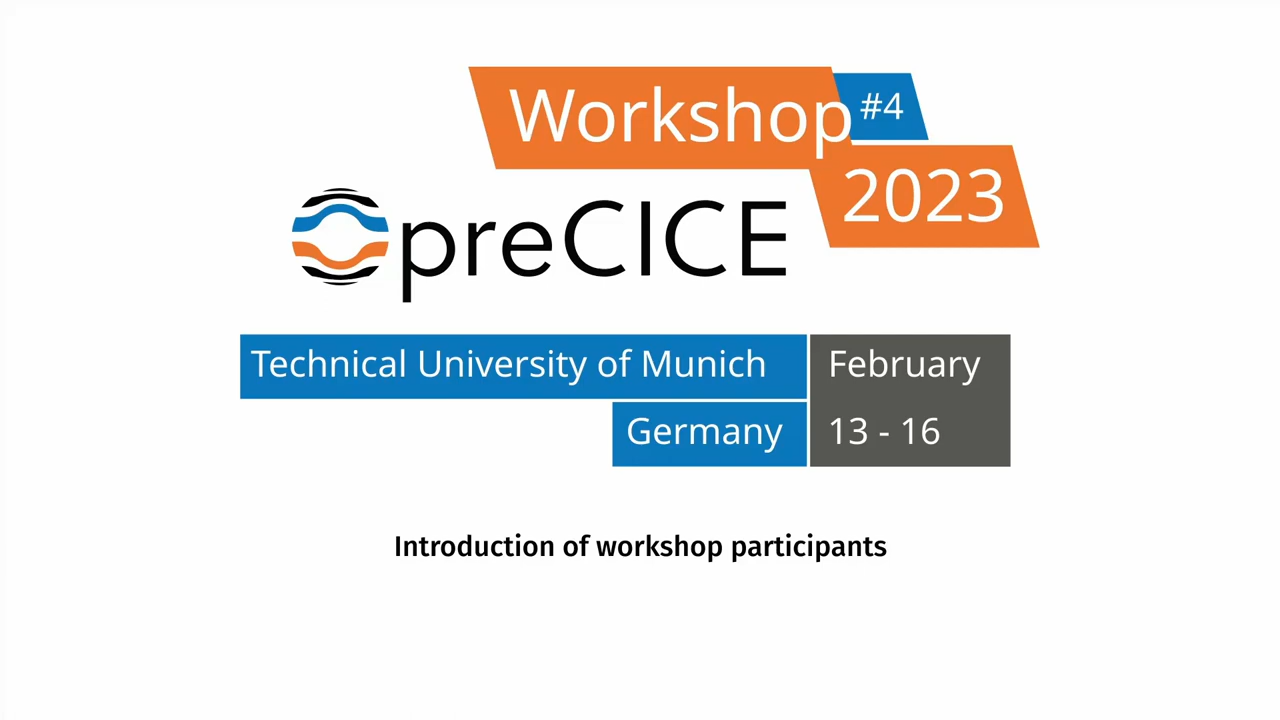 Workshop #4
2023
preCICE
Technical University of Munich
Germany
February
13 - 16
Introduction of workshop participants